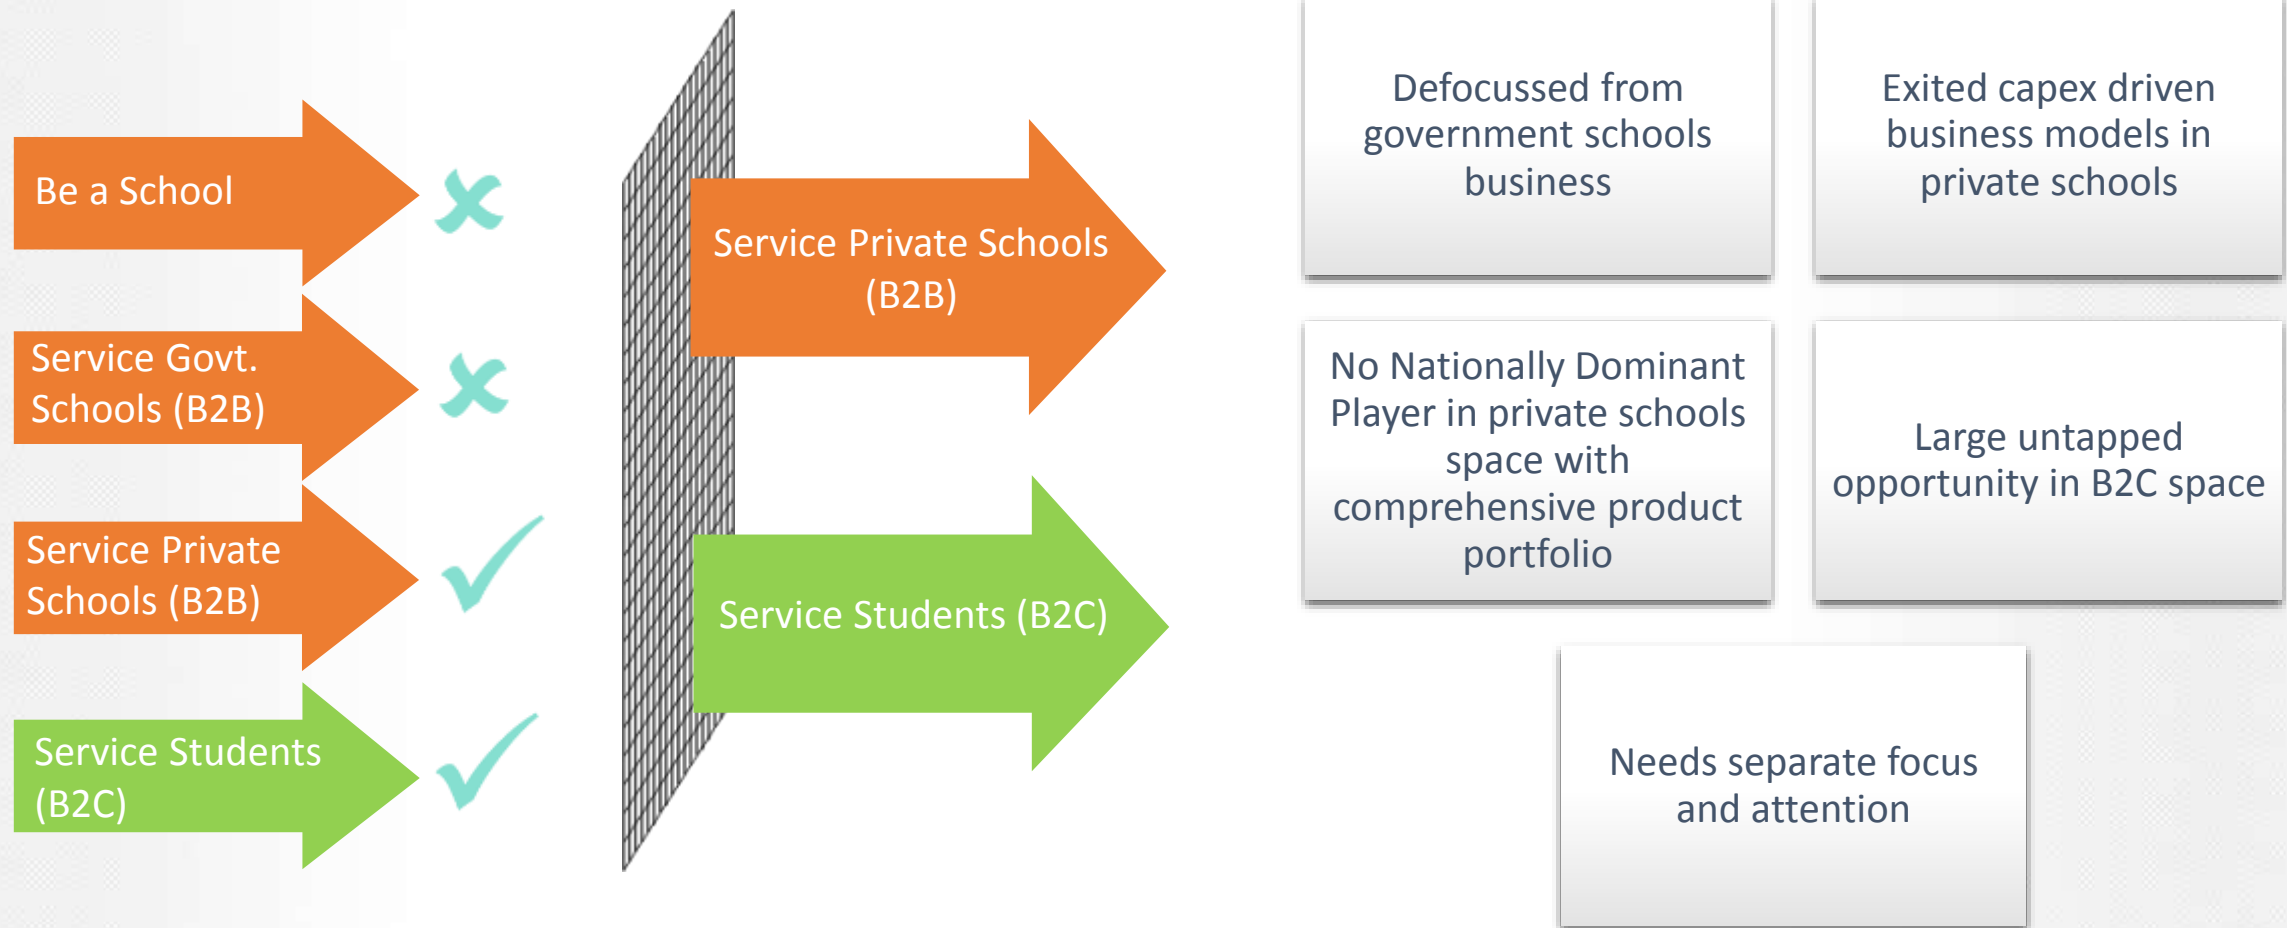 Be a School
Service Govt.
Schools (B2B)
Service Private
Schools (B2B)
Service Students
(B2C)
Service Private Schools
(B2B)
Service Students (B2C)
Defocussed from
government schools
business
Exited capex driven
business models in
private schools
No Nationally Dominant
Player in private schools
space with
comprehensive product
portfolio
Large untapped
opportunity in B2C space
Needs separate focus
and attention